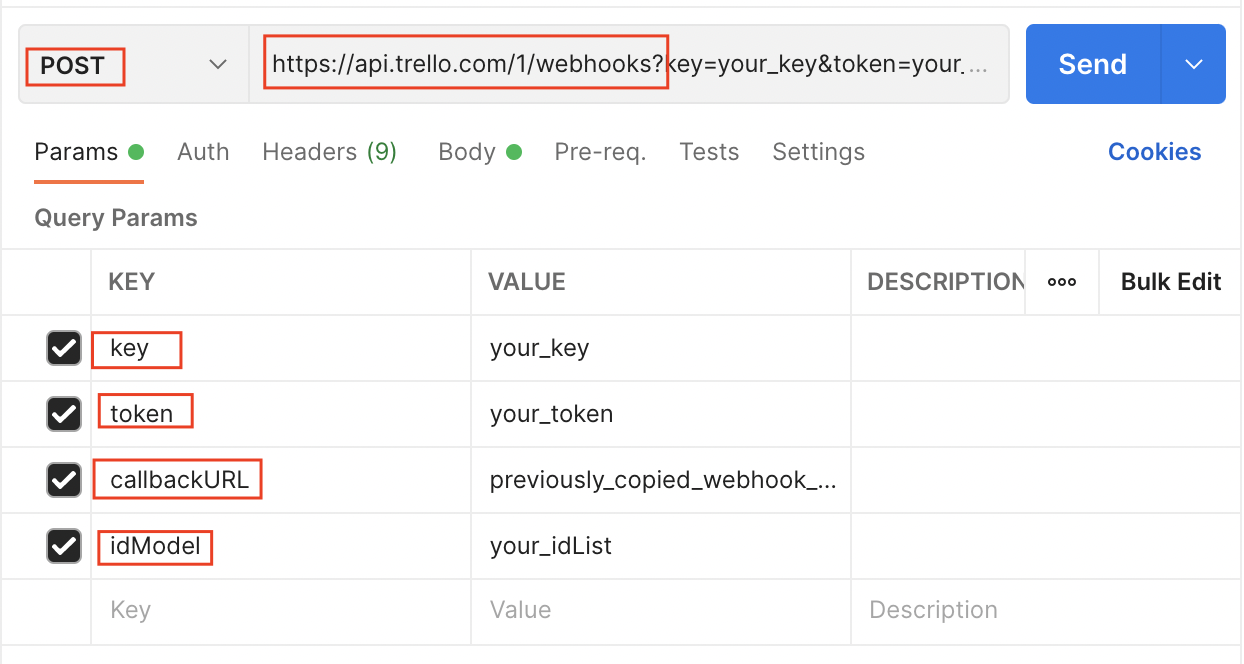 POST https://api.trello.com/1/webhooks?key=your_key&token=your_... Send
Params Auth Headers (9) Body Pre-req. Tests Settings Cookies
Query Params
KEY VALUE DESCRIPTION ooo Bulk Edit
key your_key
token your_token
callbackURL previously_copied_webhook_...
idModel your_idList
Key Value Description